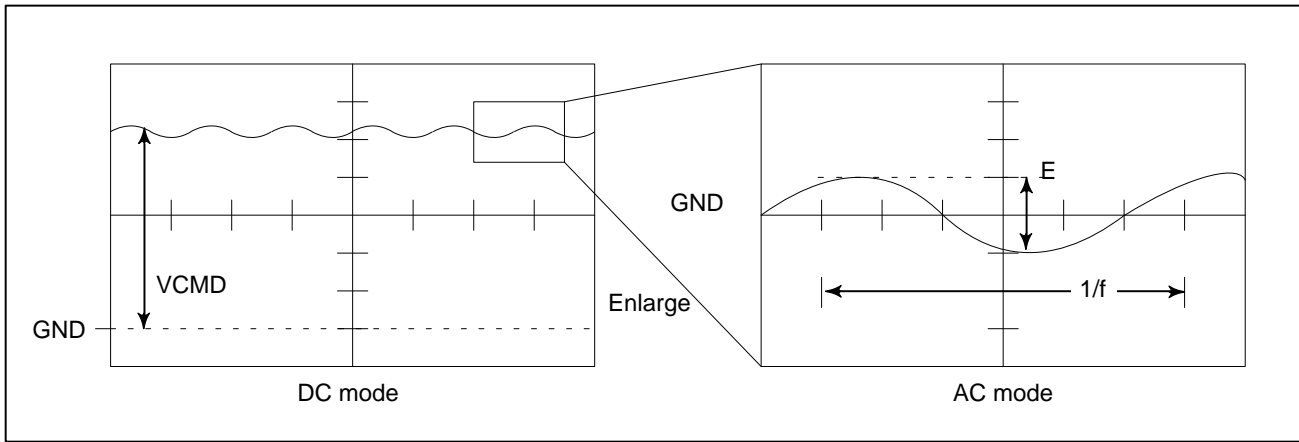 VCMD
GND
Enlarge
DC mode
GND
E
1/f
AC mode